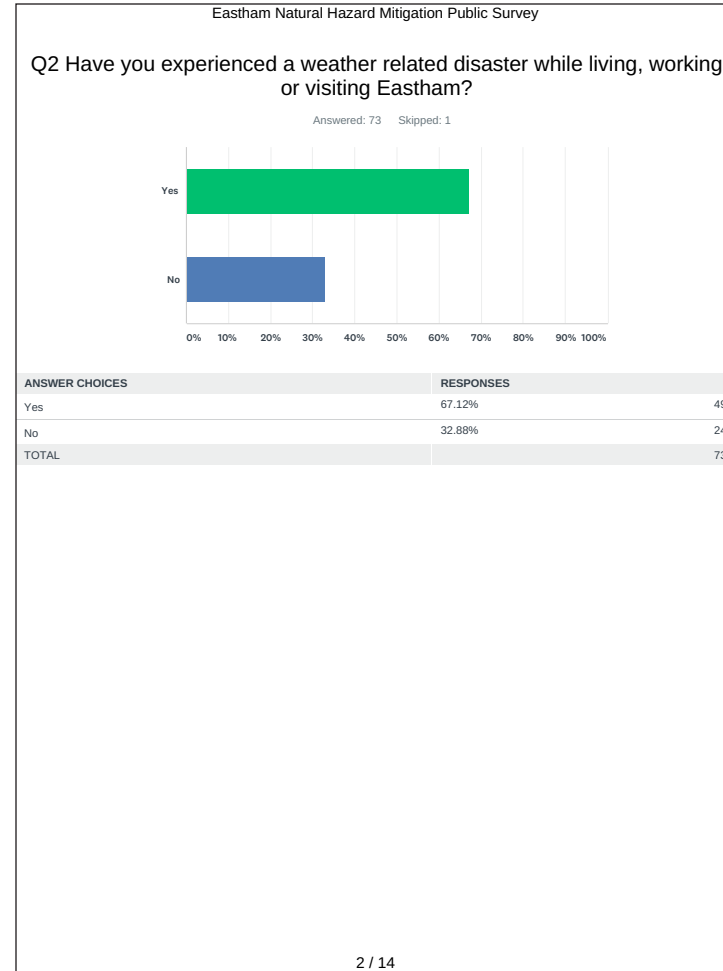 Eastham Natural Hazard Mitigation Public Survey
Q2 Have you experienced a weather related disaster while living, working
or visiting Eastham?
Answered: 73 Skipped: 1
Yes
No
0% 10% 20% 30% 40% 50% 60% 70% 80% 90% 100%
ANSWER CHOICES RESPONSES
Yes 67.12% 49
No 32.88% 24
TOTAL 73
2 / 14